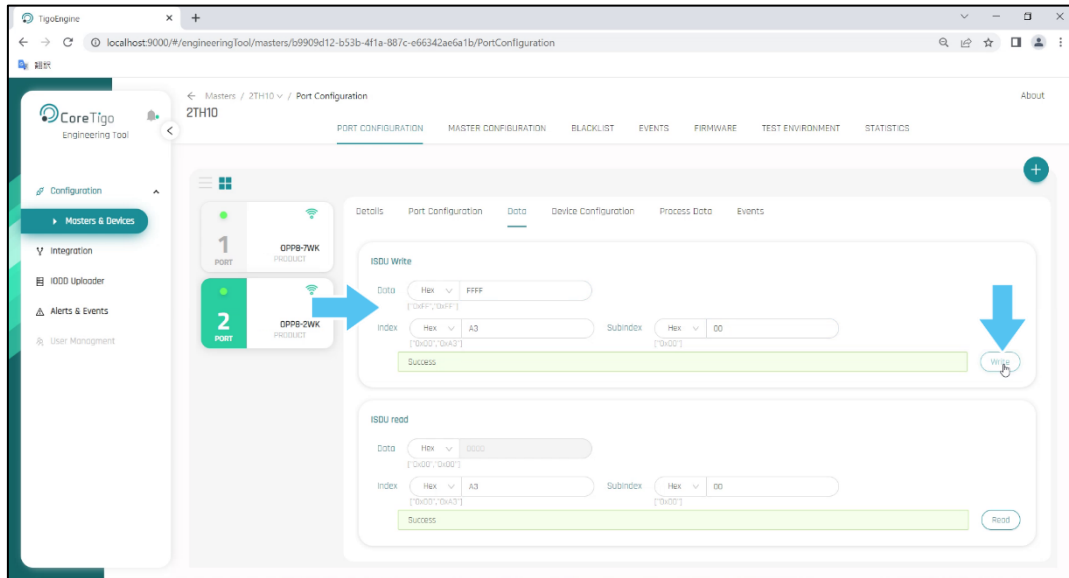 TigoEngine
localhost:9000/#/engineeringTool/masters/b9909d12-b53b-4f1a-887c-e66342ae6a1b/PortConfiguration
翻訳
CoreTigo
Engineering Tool
Configuration
Masters & Devices
Integration
IODD Uploader
Alerts & Events
User Managment
Masters / 2TH10 / Port Configuration
About
2TH10
PORT CONFIGURATION MASTER CONFIGURATION BLACKLIST EVENTS FIRMWARE TEST ENVIRONMENT STATISTICS
1
PORT
OPPB-7WK
PRODUCT
2
PORT
OPPB-2WK
PRODUCT
Details Port Configuration Data Device Configuration Process Data Events
ISDU Write
Data Hex FFFF
["0xFF","0xFF"]
Index Hex A3 Subindex Hex 00
["0x00","0xA3"] ["0x00"]
Success Write
ISDU read
Data Hex 0000
["0x00","0x00"]
Index Hex A3 Subindex Hex 00
["0x00","0xA3"] ["0x00"]
Success Read